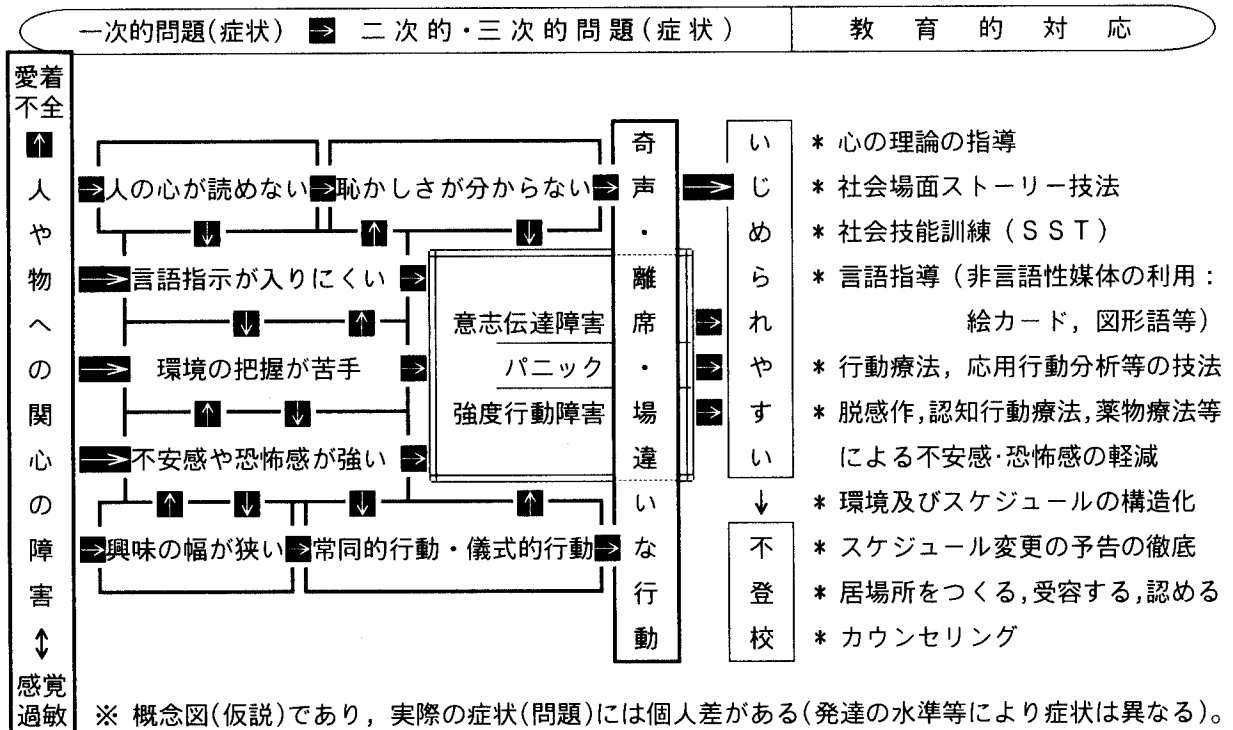 一次的問題(症状) ➡ 二次的・三次的問題(症状) 教育的対応
愛着
不全
↑
人や物への関心の障害
↕
感覚
過敏
➡人の心が読めない➡恥かしさが分からない➡
↓ ↑ ↓
➡言語指示が入りにくい➡
↓ ↑
➡環境の把握が苦手➡
↑ ↓
➡不安感や恐怖感が強い➡
↑ ↓ ↓ ↑
➡興味の幅が狭い➡常同的行動・儀式的行動➡
意志伝達障害
パニック
強度行動障害
奇声・離席・場違いな行動
➡
➡
➡
➡
いじめられやすい
↓
不登校
* 心の理論の指導
* 社会場面ストーリー技法
* 社会技能訓練(SST)
* 言語指導(非言語性媒体の利用:
絵カード,図形語等)
* 行動療法,応用行動分析等の技法
* 脱感作,認知行動療法,薬物療法等
による不安感・恐怖感の軽減
* 環境及びスケジュールの構造化
* スケジュール変更の予告の徹底
* 居場所をつくる,受容する,認める
* カウンセリング
※ 概念図(仮説)であり,実際の症状(問題)には個人差がある(発達の水準等により症状は異なる)。